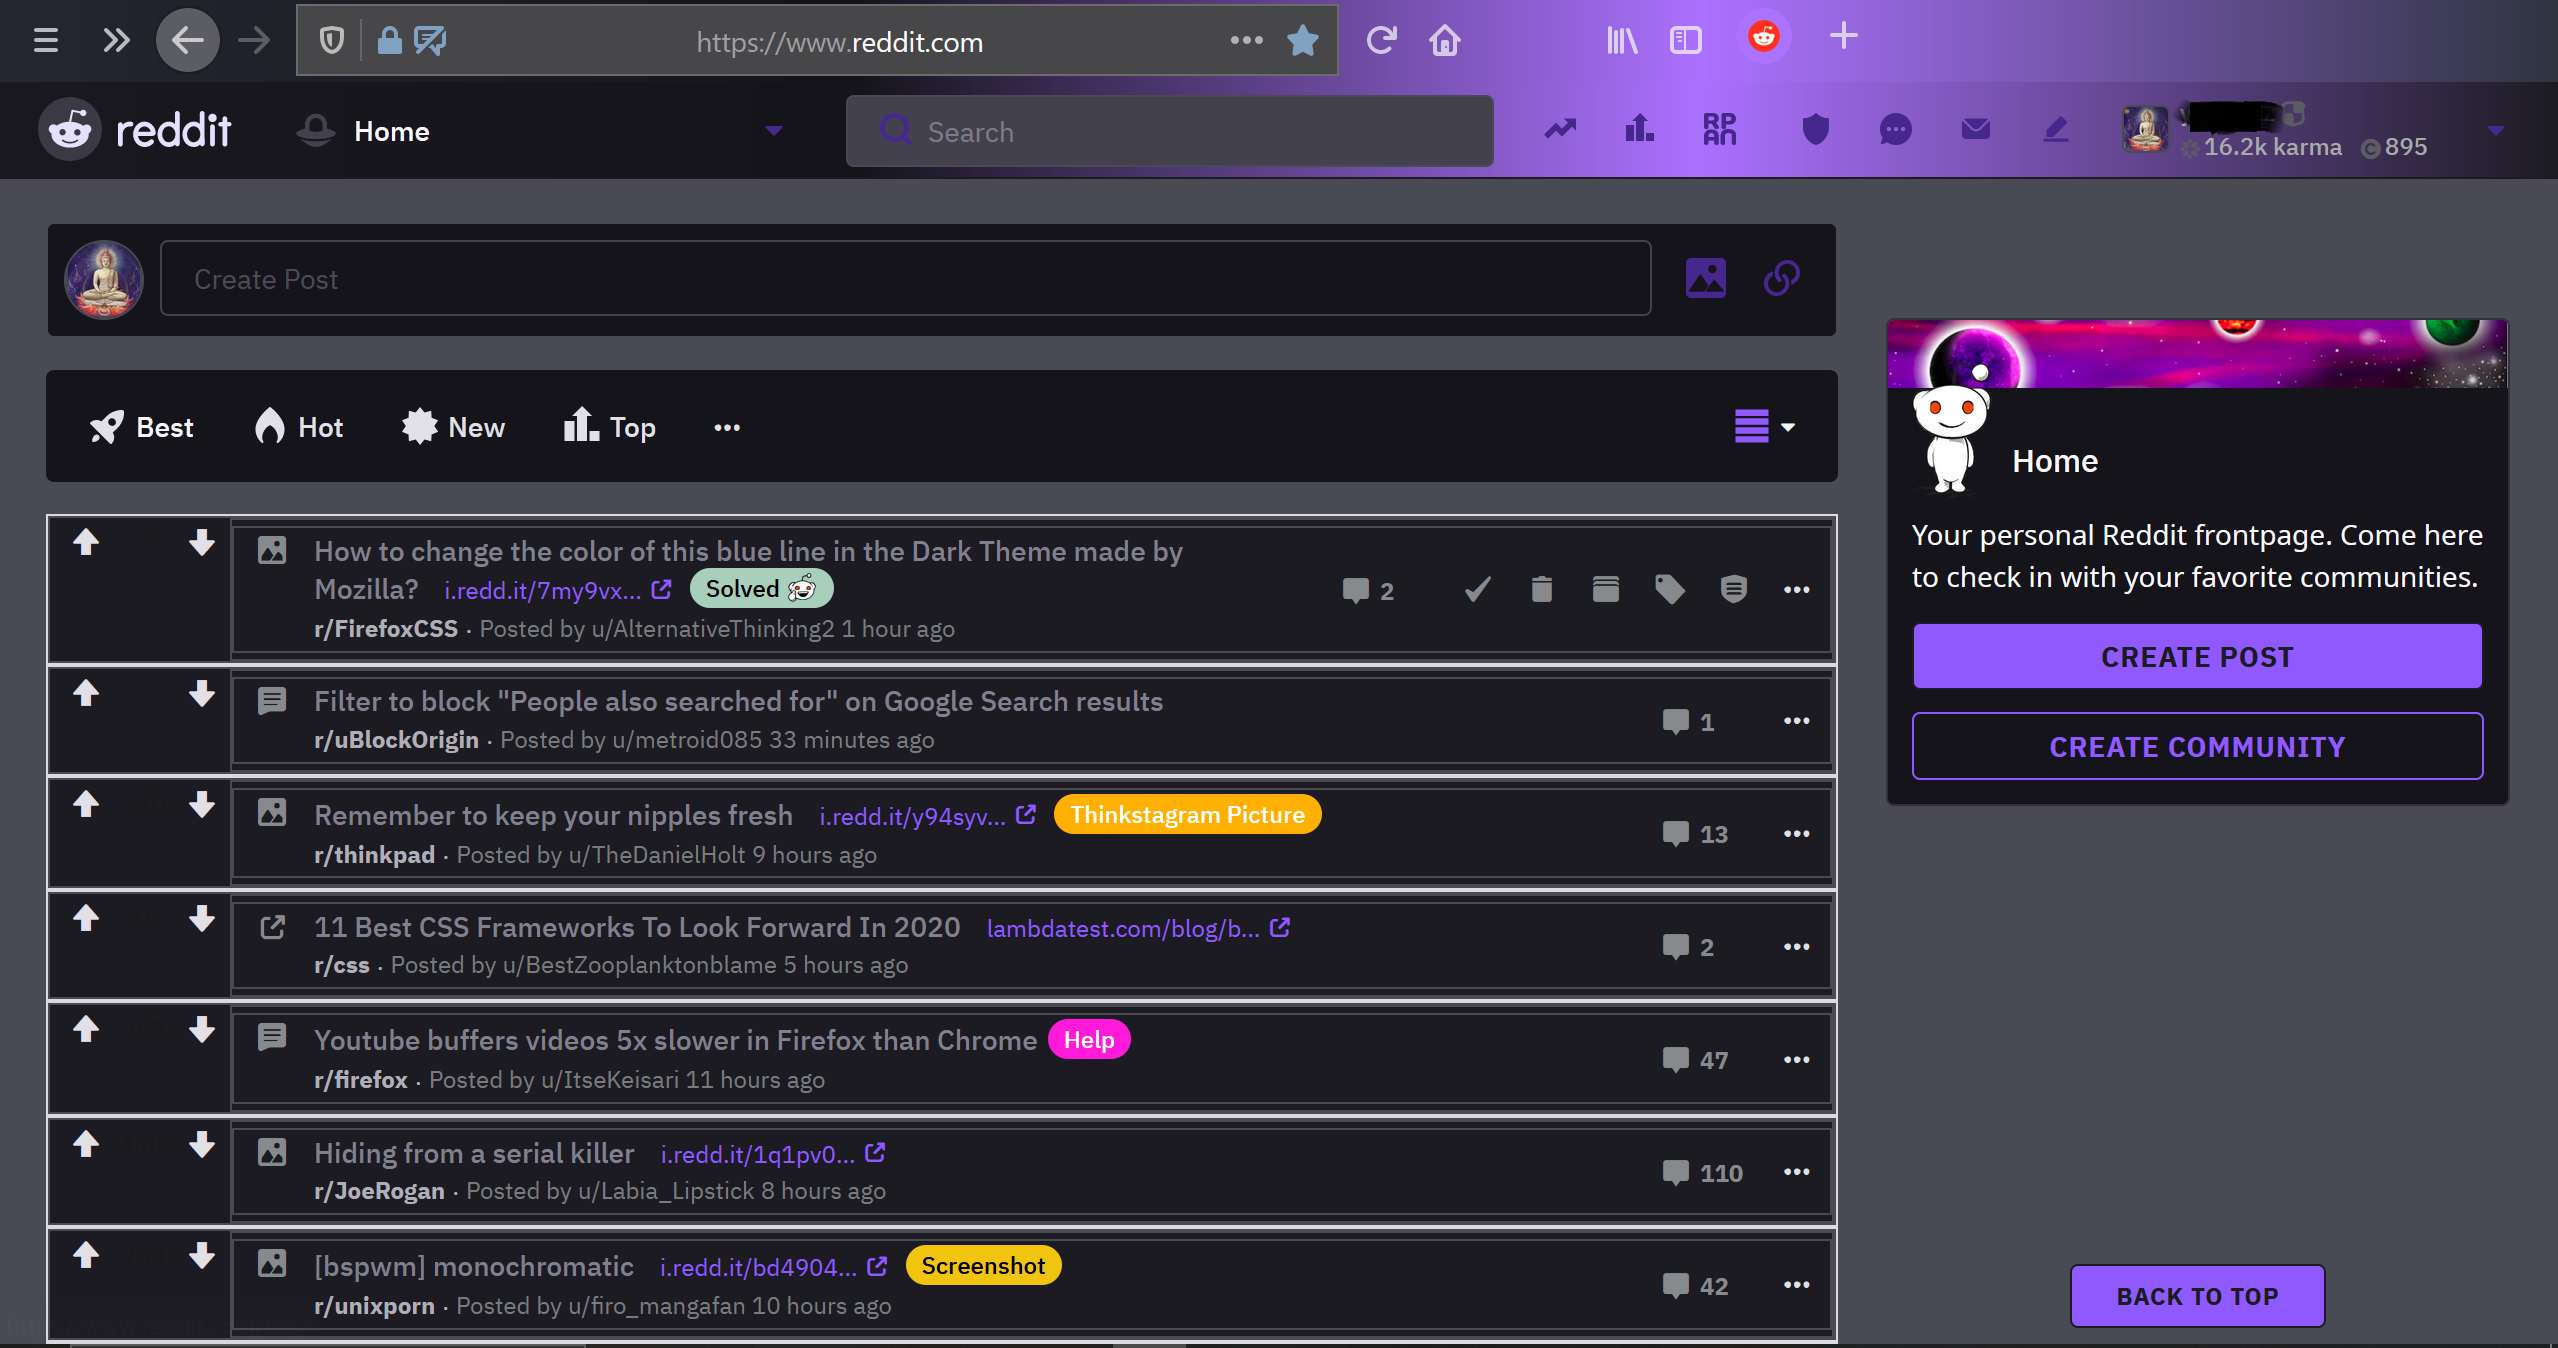 https://www.reddit.com
reddit
Home
Search
RPAN
16.2k karma
895
Create Post
Best
Hot
New
Top
How to change the color of this blue line in the Dark Theme made by
Mozilla? i.redd.it/7my9vx... Solved
2
r/FirefoxCSS · Posted by u/AlternativeThinking2 1 hour ago
Filter to block "People also searched for" on Google Search results
1
r/uBlockOrigin · Posted by u/metroid085 33 minutes ago
Remember to keep your nipples fresh i.redd.it/y94syv... Thinkstagram Picture
13
r/thinkpad · Posted by u/TheDanielHolt 9 hours ago
11 Best CSS Frameworks To Look Forward In 2020 lambdatest.com/blog/b...
2
r/css · Posted by u/BestZooplanktonblame 5 hours ago
Youtube buffers videos 5x slower in Firefox than Chrome Help
47
r/firefox · Posted by u/ItseKeisari 11 hours ago
Hiding from a serial killer i.redd.it/1q1pv0...
110
r/JoeRogan · Posted by u/Labia_Lipstick 8 hours ago
[bspwm] monochromatic i.redd.it/bd4904... Screenshot
42
r/unixporn · Posted by u/firo_mangafan 10 hours ago
Home
Your personal Reddit frontpage. Come here
to check in with your favorite communities.
CREATE POST
CREATE COMMUNITY
BACK TO TOP